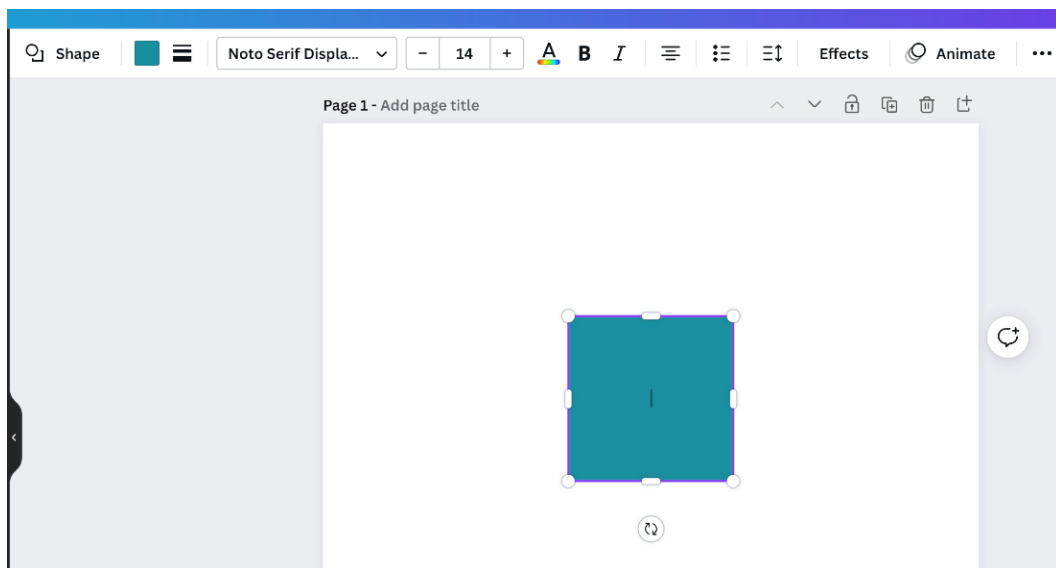 Shape Noto Serif Displa... - 14 + A B I Effects Animate ...
Page 1 - Add page title